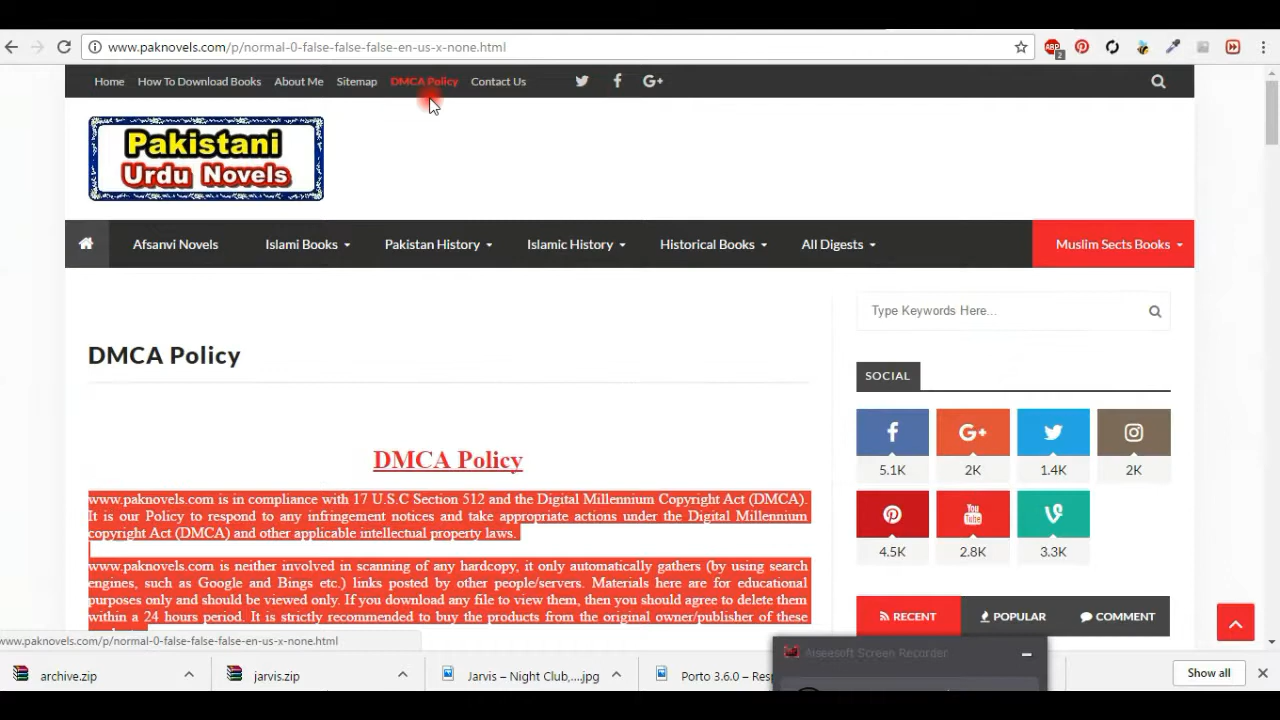 www.paknovels.com/p/normal-0-false-false-false-en-us-x-none.html
ABP
2
Home How To Download Books About Me Sitemap DMCA Policy Contact Us
Pakistani
Urdu Novels
Afsanvi Novels Islami Books Pakistan History Islamic History Historical Books All Digests Muslim Sects Books
Type Keywords Here...
DMCA Policy
SOCIAL
5.1K 2K 1.4K 2K
DMCA Policy
www.paknovels.com is in compliance with 17 U.S.C Section 512 and the Digital Millennium Copyright Act (DMCA).
It is our Policy to respond to any infringement notices and take appropriate actions under the Digital Millennium
copyright Act (DMCA) and other applicable intellectual property laws.
You Tube
4.5K 2.8K 3.3K
www.paknovels.com is neither involved in scanning of any hardcopy, it only automatically gathers (by using search
engines, such as Google and Bings etc.) links posted by other people/servers. Materials here are for educational
purposes only and should be viewed only. If you download any file to view them, then you should agree to delete them
within a 24 hours period. It is strictly recommended to buy the products from the original owner/publisher of these
RECENT POPULAR COMMENT
www.paknovels.com/p/normal-0-false-false-false-en-us-x-none.html
Aiseesoft Screen Recorder
archive.zip jarvis.zip Jarvis – Night Club,....jpg Porto 3.6.0 – Resp Show all